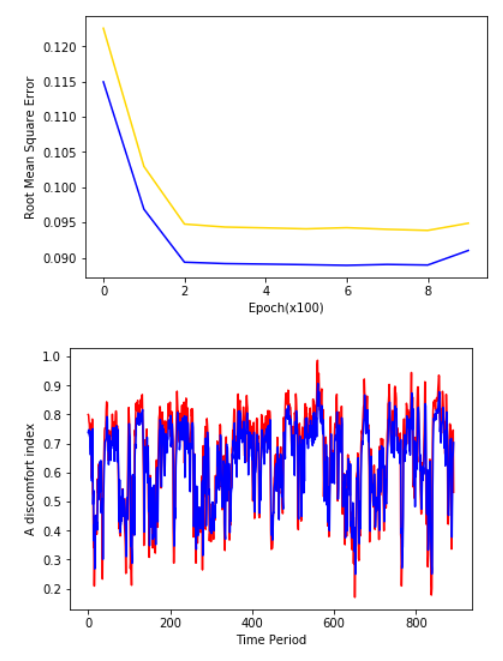 0.120
0.115
0.110
0.105
0.100
0.095
0.090
Root Mean Square Error
0 2 4 6 8
Epoch(x100)
1.0
0.9
0.8
0.7
0.6
0.5
0.4
0.3
0.2
A discomfort index
0 200 400 600 800
Time Period